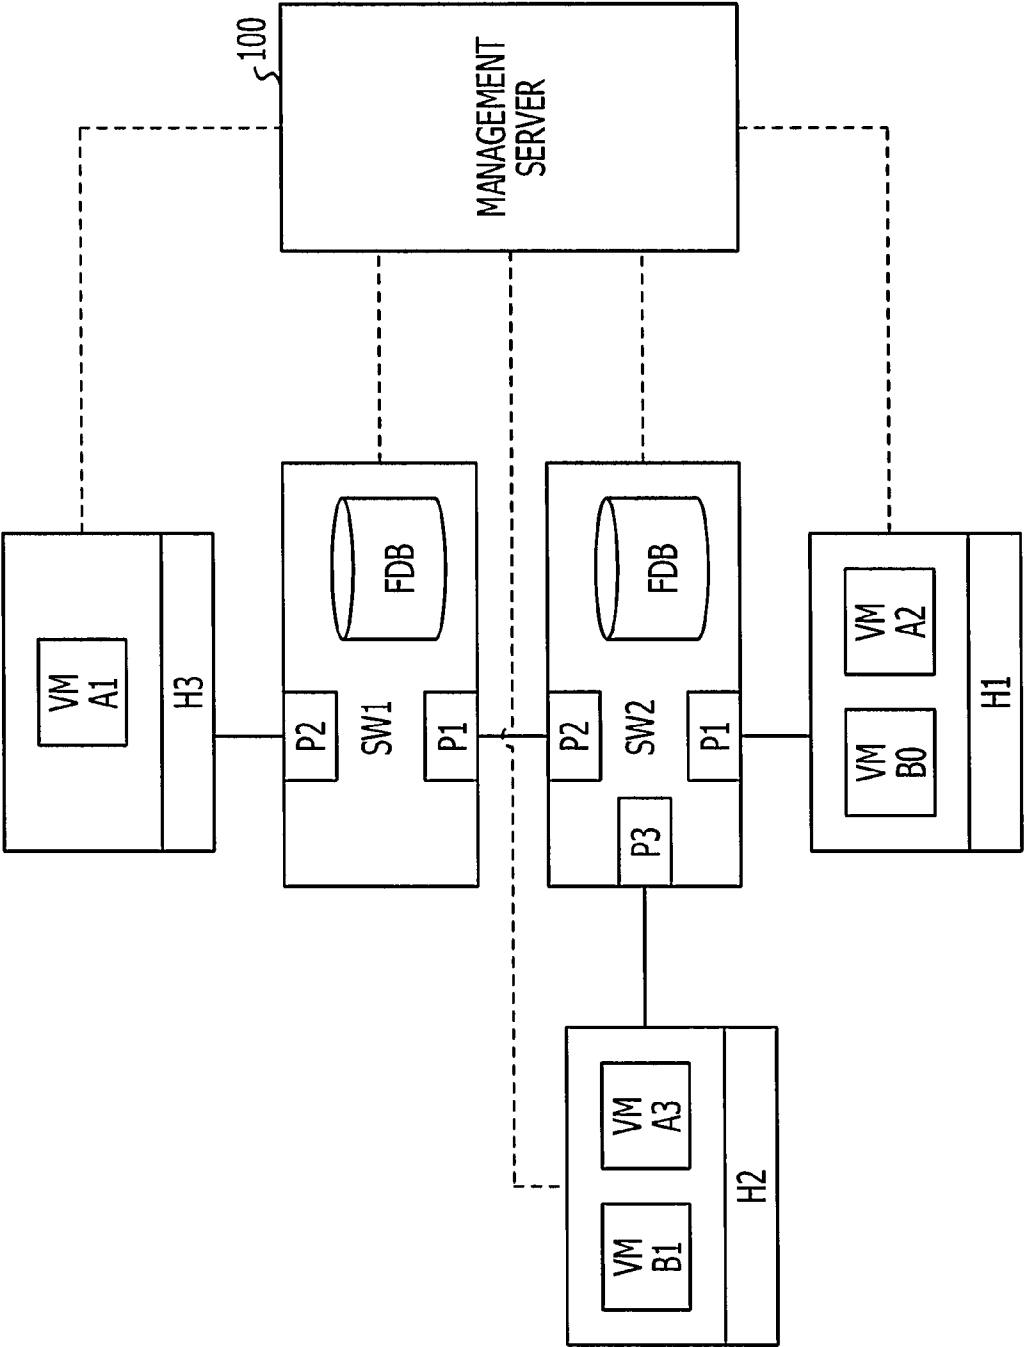 100
MANAGEMENT
SERVER
VM
A1
H3
P2
SW1
P1
FDB
P2
SW2
P1
P3
FDB
VM
B0
VM
A2
H1
VM
B1
VM
A3
H2